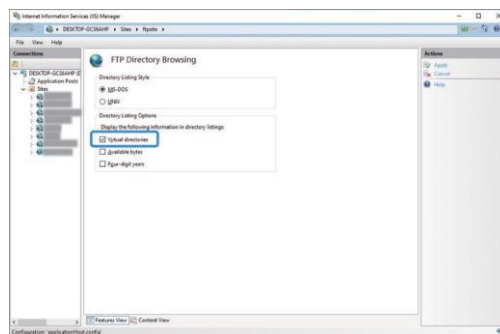 Internet Information Services (IIS) Manager
DESKTOP-GCS6AHP ▸ Sites ▸ ftpsite ▸
File View Help
Connections
DESKTOP-GCS6AHP (D
Application Pools
Sites
FTP Directory Browsing
Directory Listing Style
MS-DOS
UNIX
Directory Listing Options
Display the following information in directory listings:
Virtual directories
Available bytes
Four-digit years
Actions
Apply
Cancel
Help
Features View Content View
Configuration: 'applicationHost.config'